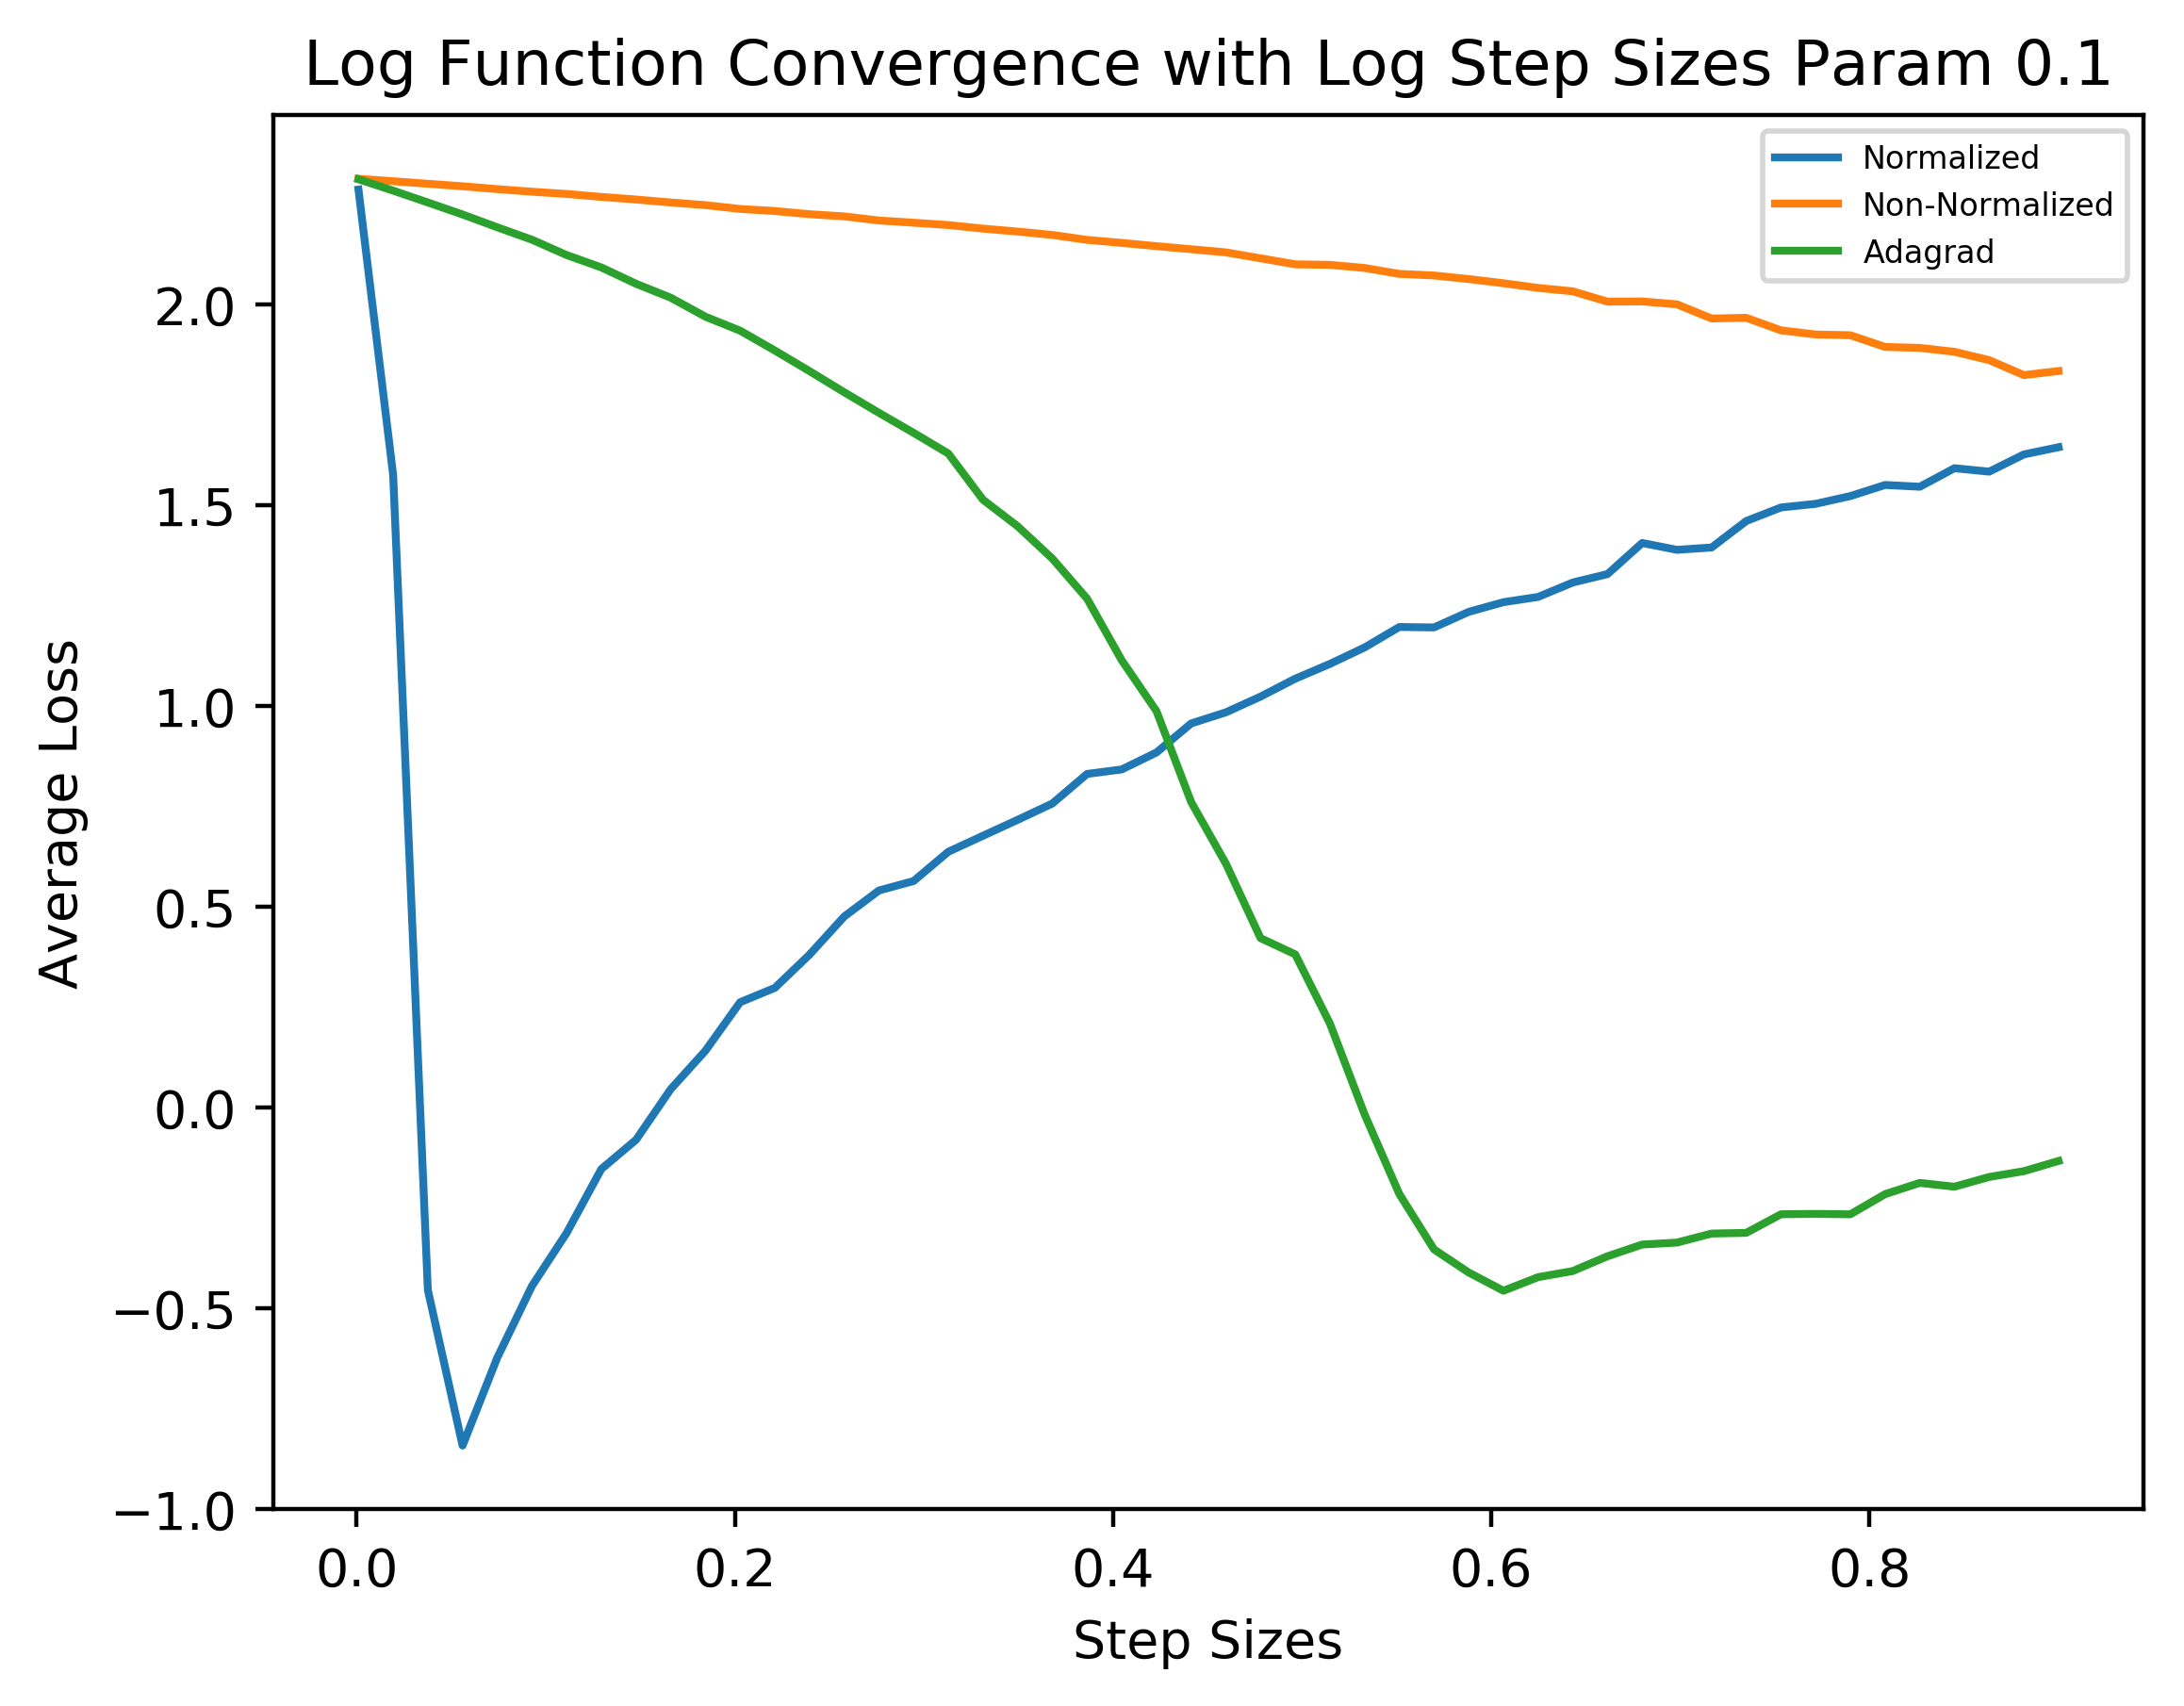 Log Function Convergence with Log Step Sizes Param 0.1
Normalized
Non-Normalized
Adagrad
Average Loss
2.0
1.5
1.0
0.5
0.0
−0.5
−1.0
0.0 0.2 0.4 0.6 0.8
Step Sizes